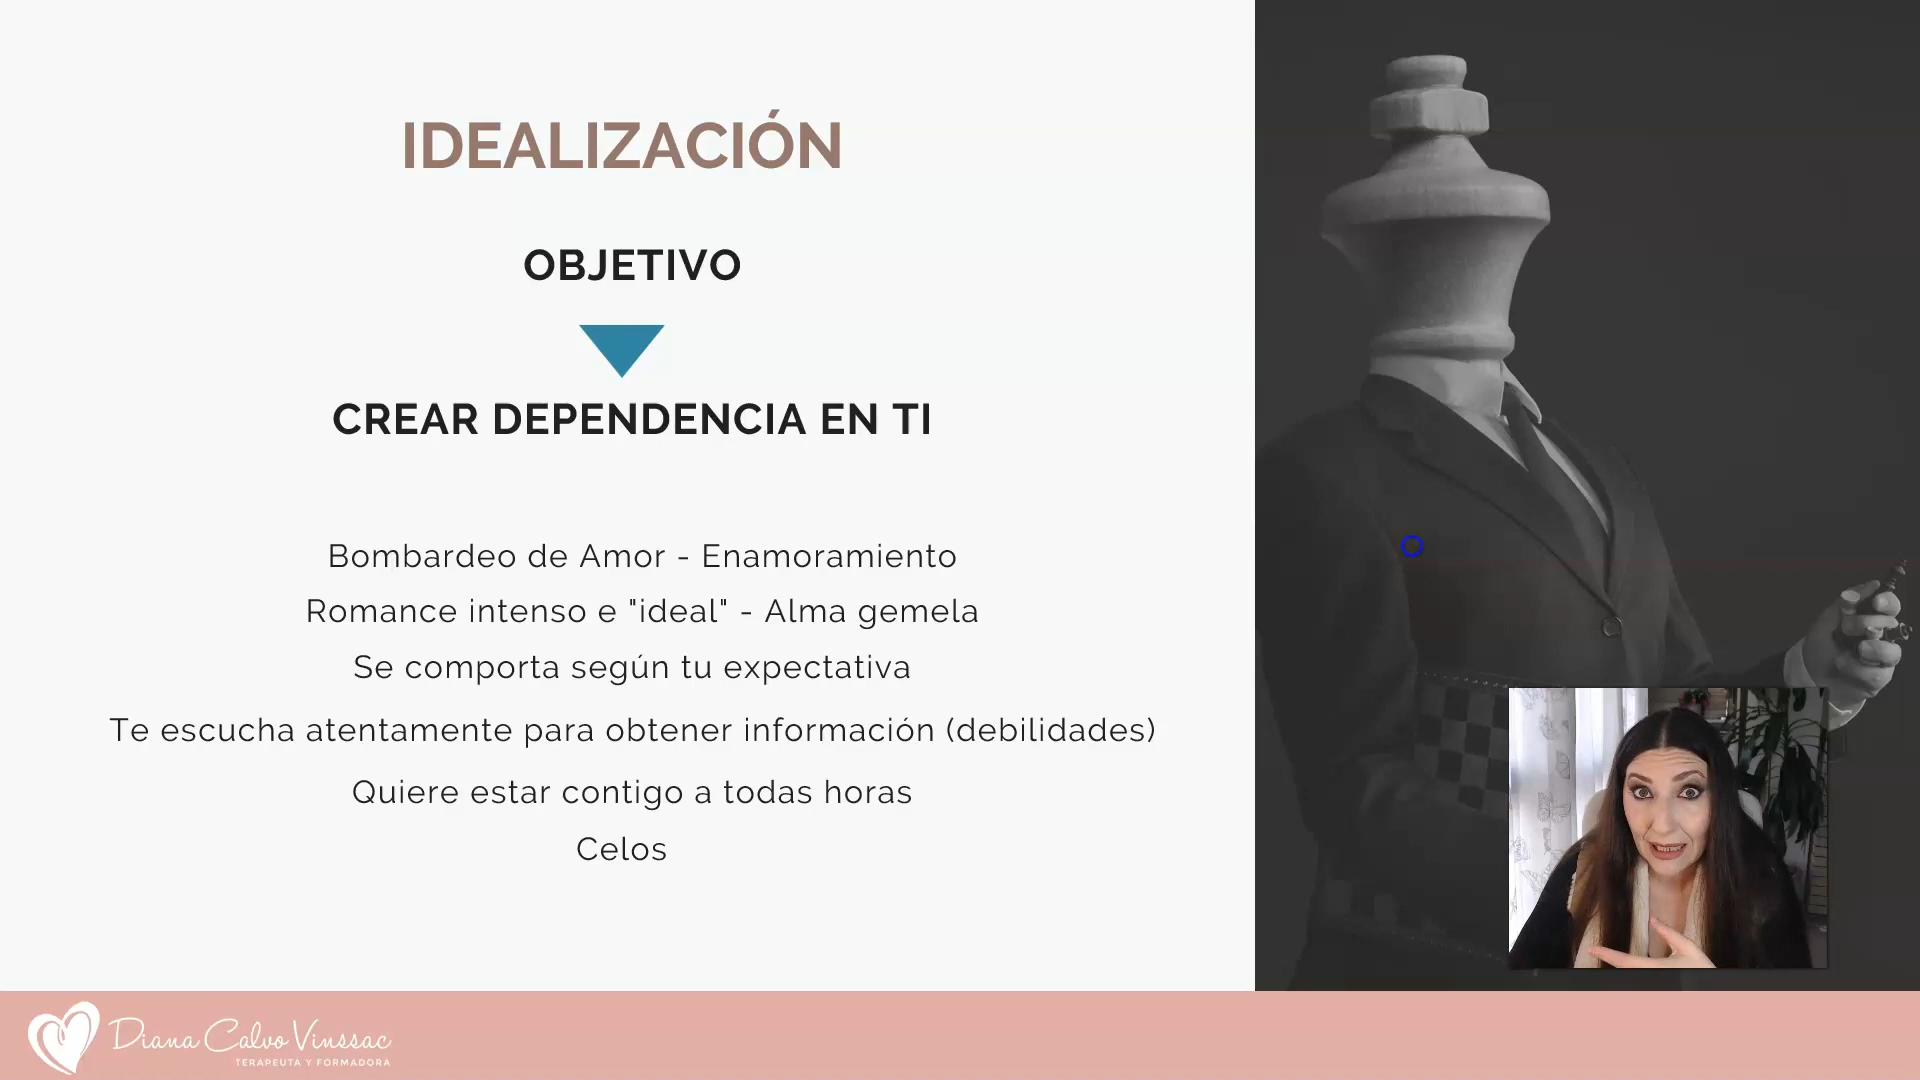 IDEALIZACIÓN
OBJETIVO
CREAR DEPENDENCIA EN TI
Bombardeo de Amor - Enamoramiento
Romance intenso e "ideal" - Alma gemela
Se comporta según tu expectativa
Te escucha atentamente para obtener información (debilidades)
Quiere estar contigo a todas horas
Celos
Diana Calvo Vinssac
TERAPEUTA Y FORMADORA